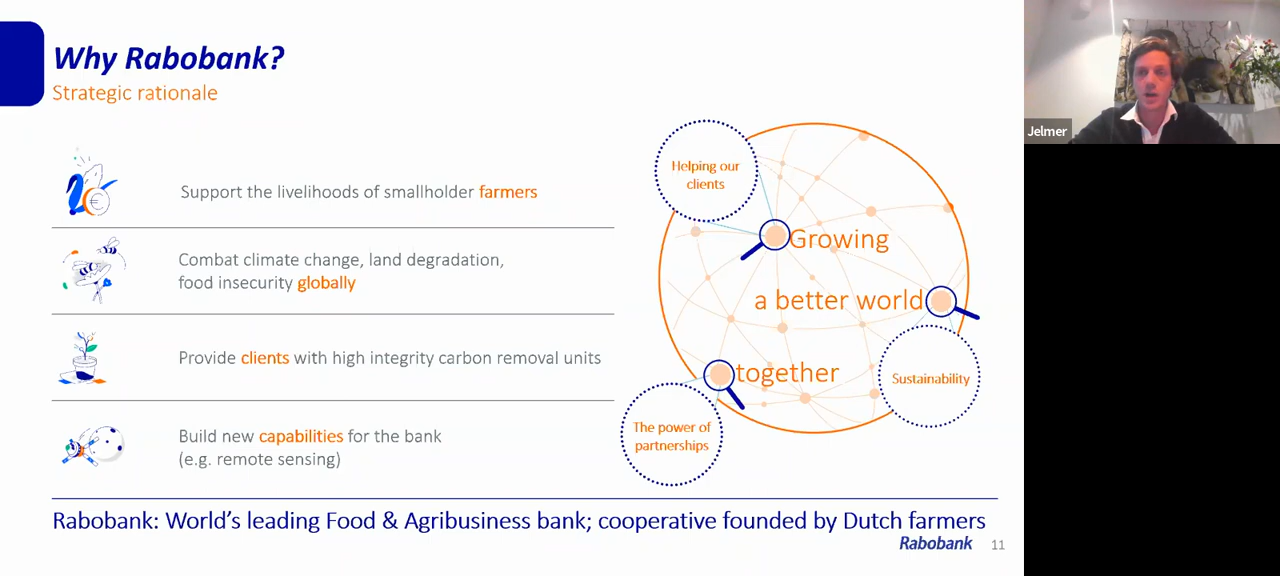 Why Rabobank?
Strategic rationale
Support the livelihoods of smallholder farmers
Combat climate change, land degradation,
food insecurity globally
Provide clients with high integrity carbon removal units
Build new capabilities for the bank
(e.g. remote sensing)
Helping our
clients
Growing
a better world
together
Sustainability
The power of
partnerships
Rabobank: World's leading Food & Agribusiness bank; cooperative founded by Dutch farmers
Rabobank 11
Jelmer